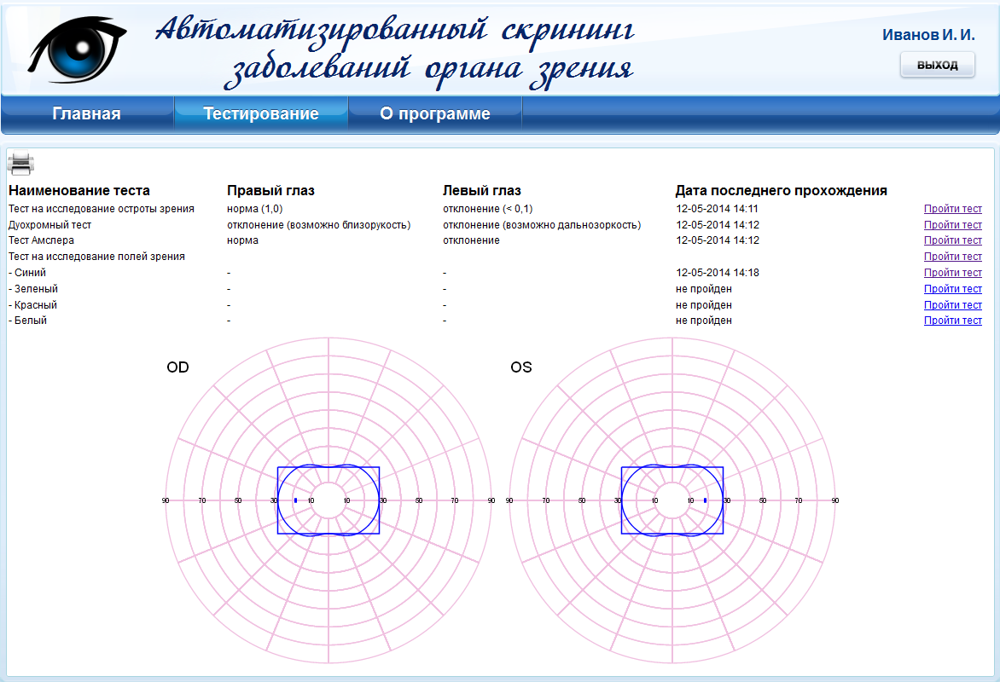 Автоматизированный скрининг
заболеваний органа зрения
Иванов И. И.
выход
Главная Тестирование О программе
Наименование теста Правый глаз Левый глаз Дата последнего прохождения
Тест на исследование остроты зрения норма (1,0) отклонение (< 0,1) 12-05-2014 14:11 Пройти тест
Дуохромный тест отклонение (возможно близорукость) отклонение (возможно дальнозоркость) 12-05-2014 14:12 Пройти тест
Тест Амслера норма отклонение 12-05-2014 14:12 Пройти тест
Тест на исследование полей зрения Пройти тест
- Синий - - 12-05-2014 14:18 Пройти тест
- Зеленый - - не пройден Пройти тест
- Красный - - не пройден Пройти тест
- Белый - - не пройден Пройти тест
OD OS
90 70 50 30 10 10 30 50 70 90 90 70 50 30 10 10 30 50 70 90